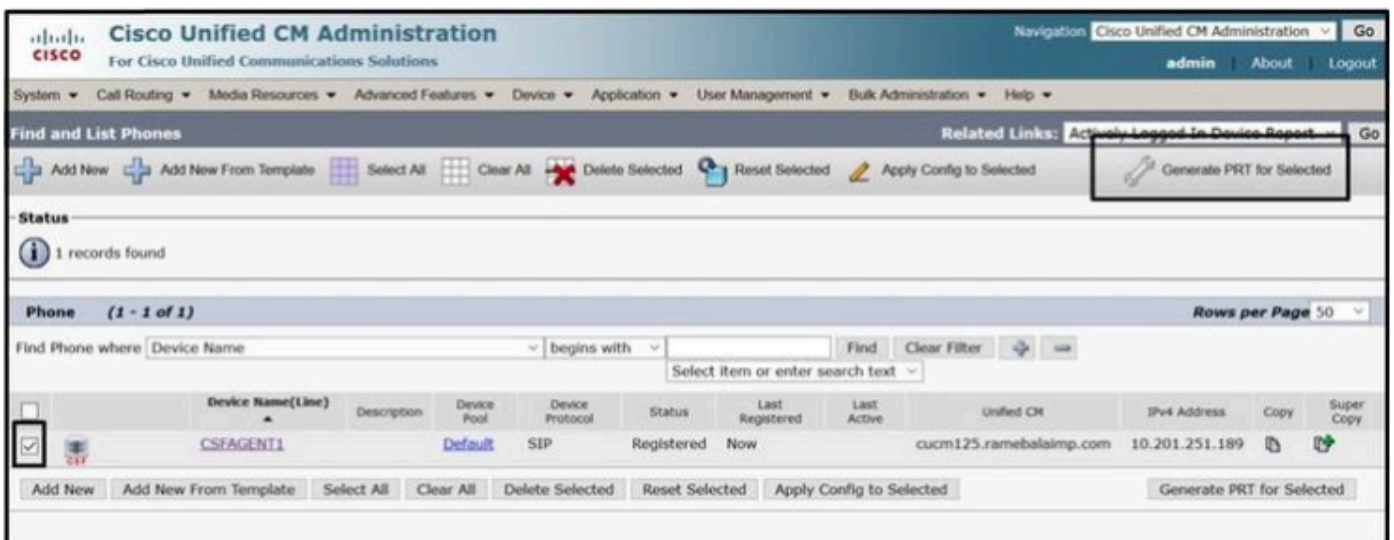 Cisco Unified CM Administration
Navigation Cisco Unified CM Administration Go
CISCO For Cisco Unified Communications Solutions
admin About Logout
System Call Routing Media Resources Advanced Features Device Application User Management Bulk Administration Help
Find and List Phones Related Links: Actively Logged In Device Report Go
Add New Add New From Template Select All Clear All Delete Selected Reset Selected Apply Config to Selected Generate PRT for Selected
Status
i 1 records found
Phone (1 - 1 of 1) Rows per Page 50
Find Phone where Device Name begins with Find Clear Filter
Select item or enter search text
Device Name(Line) Description Device Pool Device Protocol Status Last Registered Last Active Unified CM IPv4 Address Copy Super Copy
CSF CSFAGENT1 Default SIP Registered Now cucm125.ramebalaimp.com 10.201.251.189
Add New Add New From Template Select All Clear All Delete Selected Reset Selected Apply Config to Selected Generate PRT for Selected